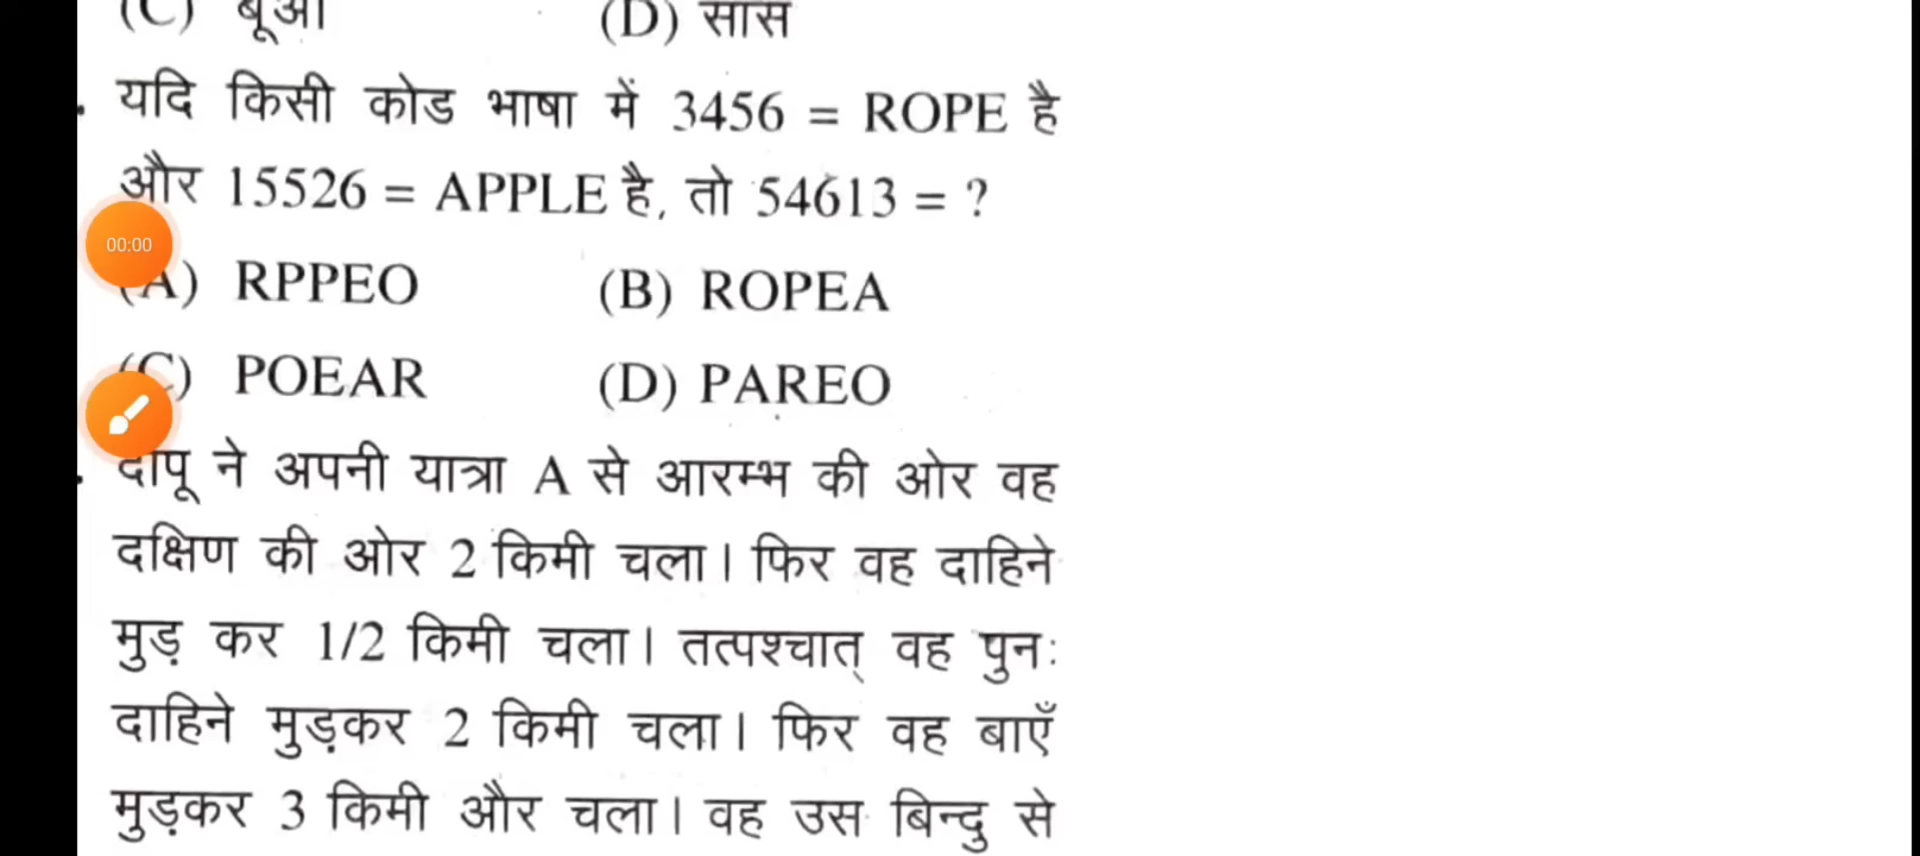 (C) बूआ (D) सास
यदि किसी कोड भाषा में 3456 = ROPE है
और 15526 = APPLE है, तो 54613 = ?
00:00
(A) RPPEO (B) ROPEA
(C) POEAR (D) PAREO
दीपू ने अपनी यात्रा A से आरम्भ की ओर वह
दक्षिण की ओर 2 किमी चला। फिर वह दाहिने
मुड़ कर 1/2 किमी चला। तत्पश्चात् वह पुनः
दाहिने मुड़कर 2 किमी चला। फिर वह बाएँ
मुड़कर 3 किमी और चला। वह उस बिन्दु से